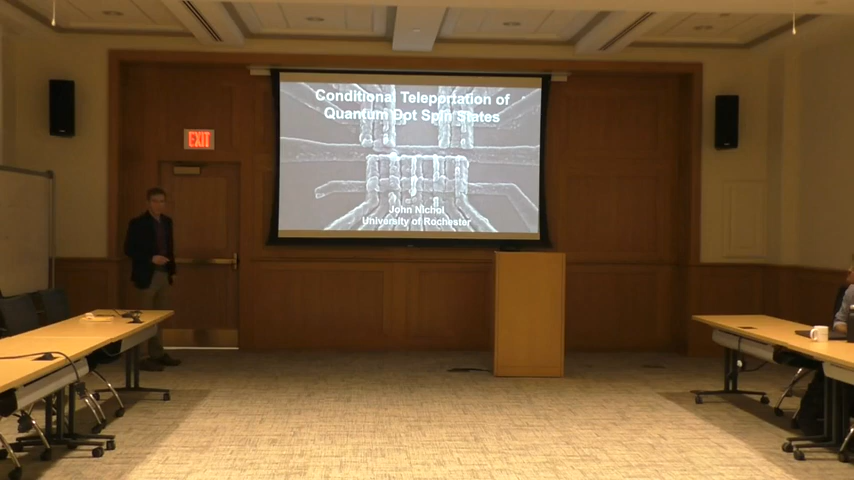 Conditional Teleportation of
Quantum Dot Spin States
John Nichol
University of Rochester
EXIT